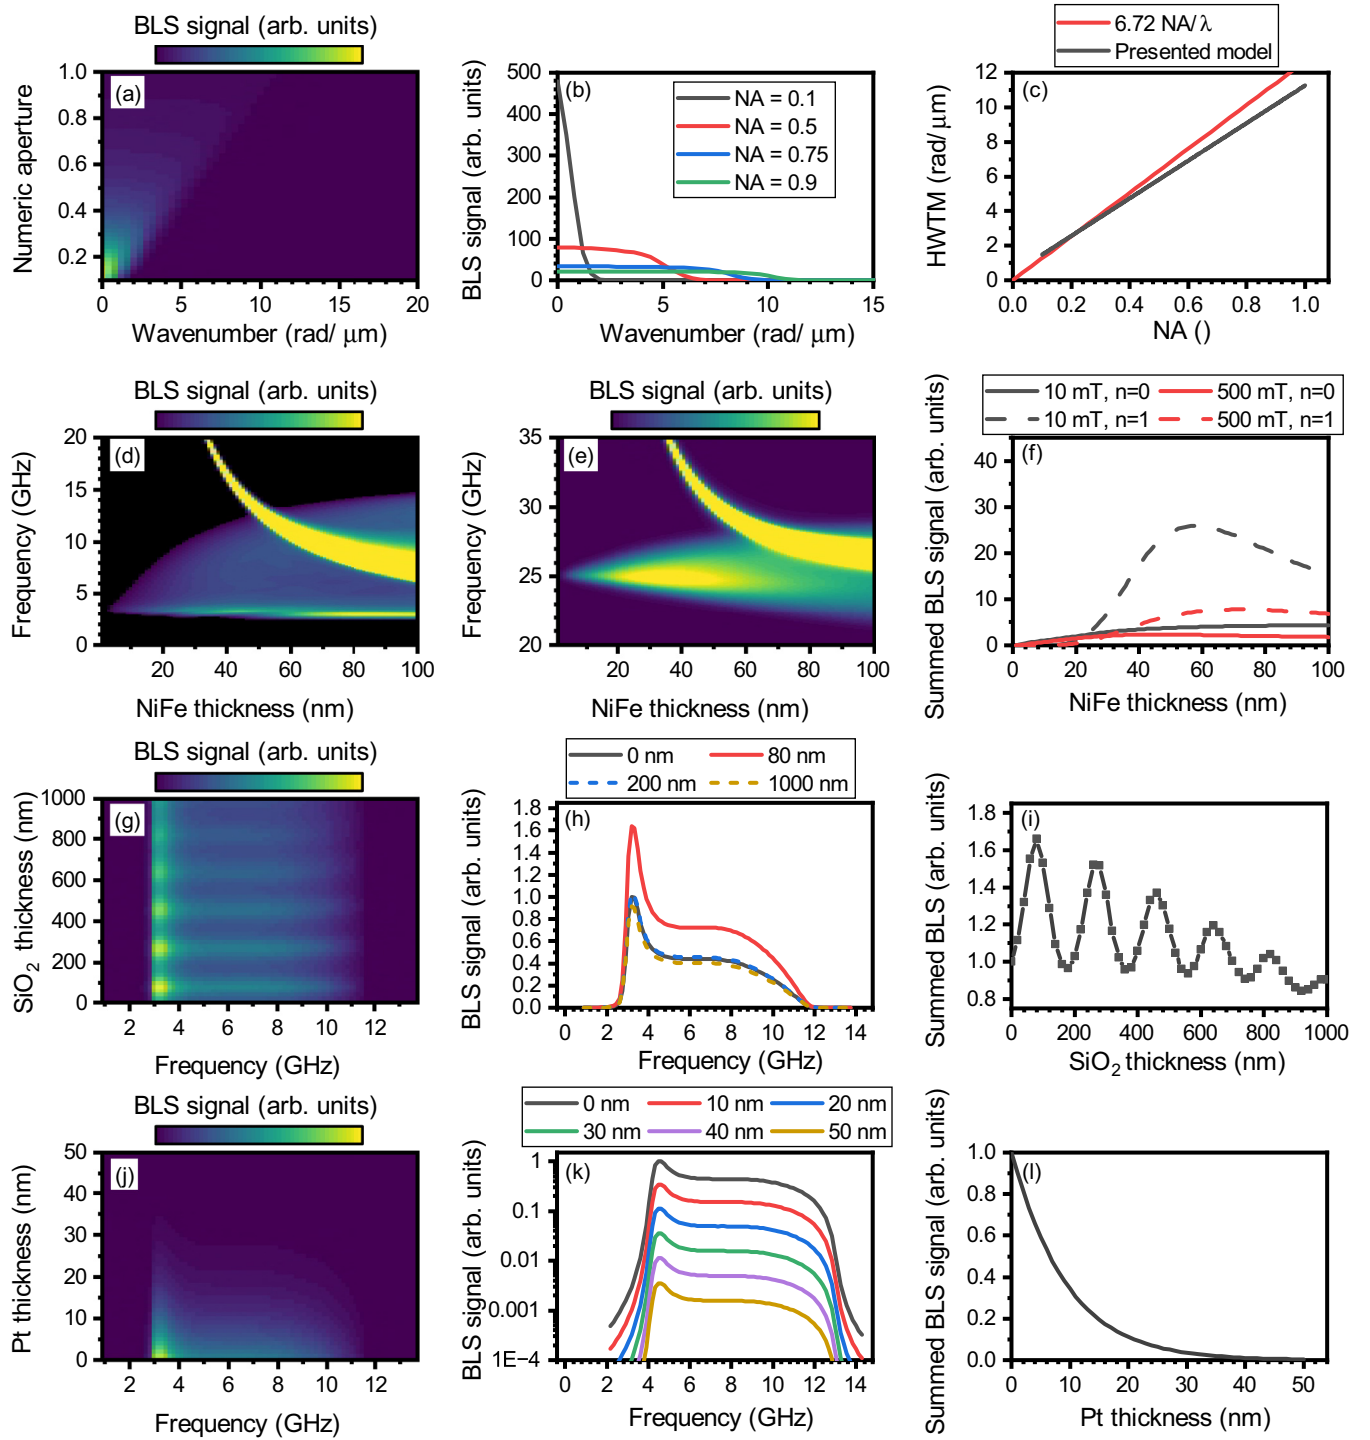 BLS signal (arb. units)
(a)
Numeric aperture
1.0
0.8
0.6
0.4
0.2
0 5 10 15 20
Wavenumber (rad/ μm)
(b)
BLS signal (arb. units)
500
400
300
200
100
0
NA = 0.1
NA = 0.5
NA = 0.75
NA = 0.9
0 5 10 15
Wavenumber (rad/ μm)
6.72 NA/λ
Presented model
(c)
HWTM (rad/μm)
12
10
8
6
4
2
0
0.0 0.2 0.4 0.6 0.8 1.0
NA ()
BLS signal (arb. units)
(d)
Frequency (GHz)
20
15
10
5
0
20 40 60 80 100
NiFe thickness (nm)
BLS signal (arb. units)
(e)
Frequency (GHz)
35
30
25
20
20 40 60 80 100
NiFe thickness (nm)
10 mT, n=0 500 mT, n=0
10 mT, n=1 500 mT, n=1
(f)
Summed BLS signal (arb. units)
40
30
20
10
0
0 20 40 60 80 100
NiFe thickness (nm)
BLS signal (arb. units)
(g)
SiO₂ thickness (nm)
1000
800
600
400
200
0
2 4 6 8 10 12
Frequency (GHz)
0 nm 80 nm
200 nm 1000 nm
(h)
BLS signal (arb. units)
1.8
1.6
1.4
1.2
1.0
0.8
0.6
0.4
0.2
0.0
0 2 4 6 8 10 12 14
Frequency (GHz)
(i)
Summed BLS (arb. units)
1.8
1.6
1.4
1.2
1.0
0.8
0 200 400 600 800 1000
SiO₂ thickness (nm)
BLS signal (arb. units)
(j)
Pt thickness (nm)
50
40
30
20
10
0
2 4 6 8 10 12
Frequency (GHz)
0 nm 10 nm 20 nm
30 nm 40 nm 50 nm
(k)
BLS signal (arb. units)
1
0.1
0.01
0.001
1E−4
0 2 4 6 8 10 12 14
Frequency (GHz)
(l)
Summed BLS signal (arb. units)
1.0
0.8
0.6
0.4
0.2
0.0
0 10 20 30 40 50
Pt thickness (nm)